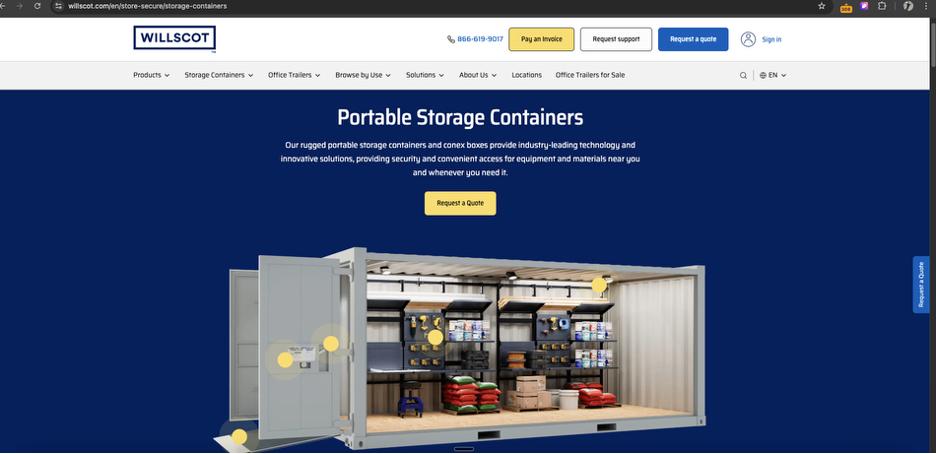 willscot.com/en/store-secure/storage-containers
WILLSCOT
866-619-9017
Pay an Invoice
Request support
Request a quote
Sign in
Products
Storage Containers
Office Trailers
Browse by Use
Solutions
About Us
Locations
Office Trailers for Sale
EN
Portable Storage Containers
Our rugged portable storage containers and conex boxes provide industry-leading technology and
innovative solutions, providing security and convenient access for equipment and materials near you
and whenever you need it.
Request a Quote
Request a Quote